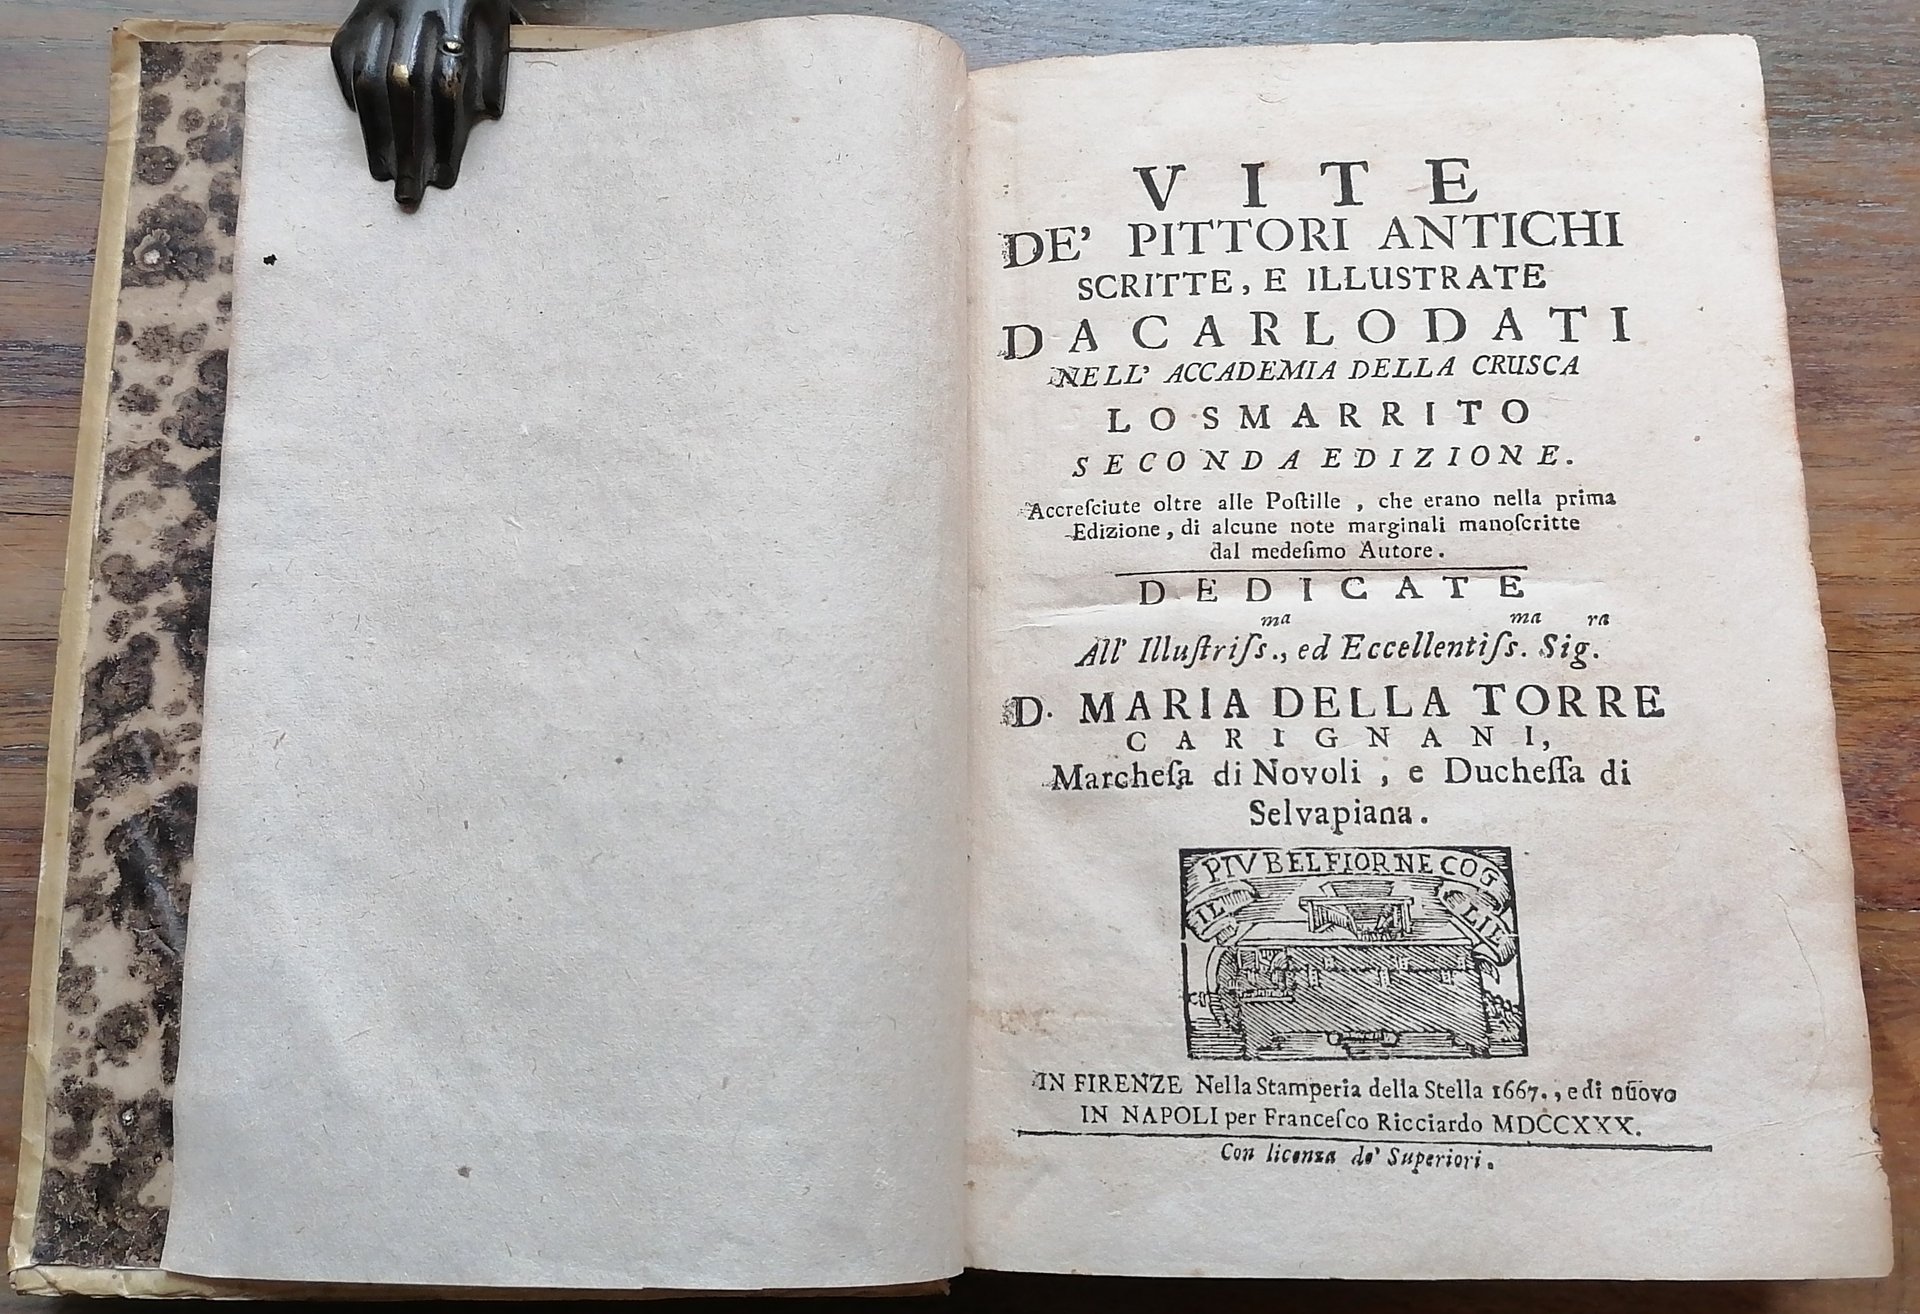 VITE
DE' PITTORI ANTICHI
SCRITTE, E ILLUSTRATE
DA CARLO DATI
NELL' ACCADEMIA DELLA CRUSCA
LO SMARRITO
SECONDA EDIZIONE.
Accreſciute oltre alle Poſtille, che erano nella prima
Edizione, di alcune note marginali manoſcritte
dal medeſimo Autore.
DEDICATE
ma ma ra
All' Illuſtriſs., ed Eccellentiſs. Sig.
D. MARIA DELLA TORRE
CARIGNANI,
Marcheſa di Novoli, e Ducheſſa di
Selvapiana.
IL PIV BEL FIOR NE COGLIE
IN FIRENZE Nella Stamperia della Stella 1667., e di nũovo
IN NAPOLI per Franceſco Ricciardo MDCCXXX.
Con licenza de' Superiori.